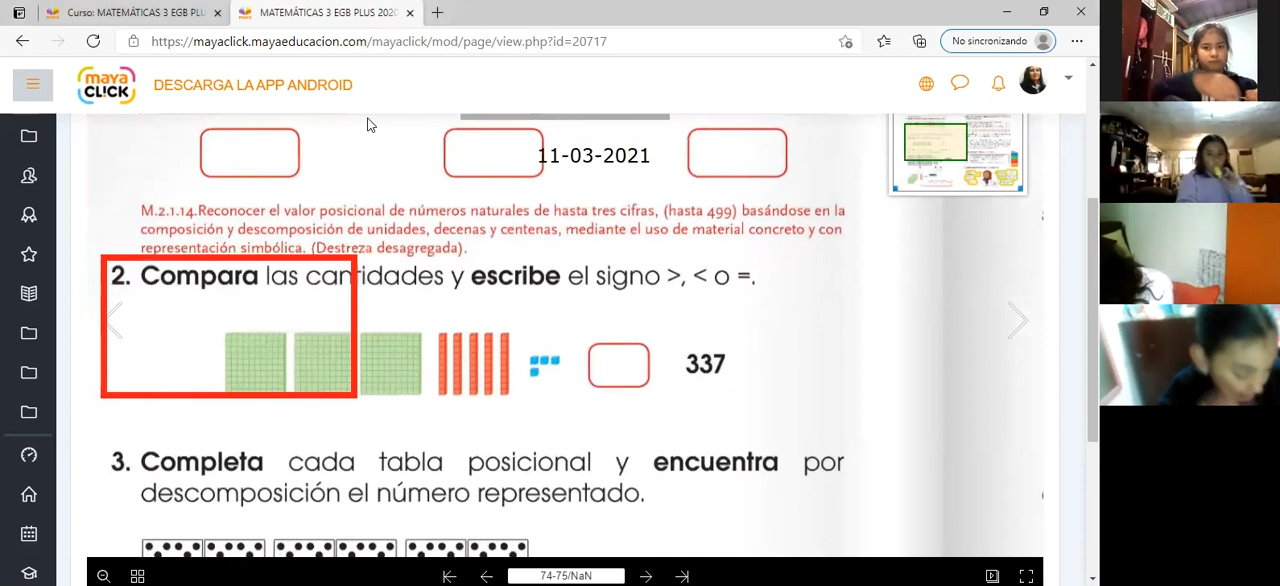 Curso: MATEMÁTICAS 3 EGB PLU
MATEMÁTICAS 3 EGB PLUS 2020
https://mayaclick.mayaeducacion.com/mayaclick/mod/page/view.php?id=20717
No sincronizando
maya CLICK
DESCARGA LA APP ANDROID
11-03-2021
M.2.1.14.Reconocer el valor posicional de números naturales de hasta tres cifras, (hasta 499) basándose en la
composición y descomposición de unidades, decenas y centenas, mediante el uso de material concreto y con
representación simbólica. (Destreza desagregada).
2. Compara las cantidades y escribe el signo >, < o =.
337
3. Completa cada tabla posicional y encuentra por
descomposición el número representado.
74-75/NaN